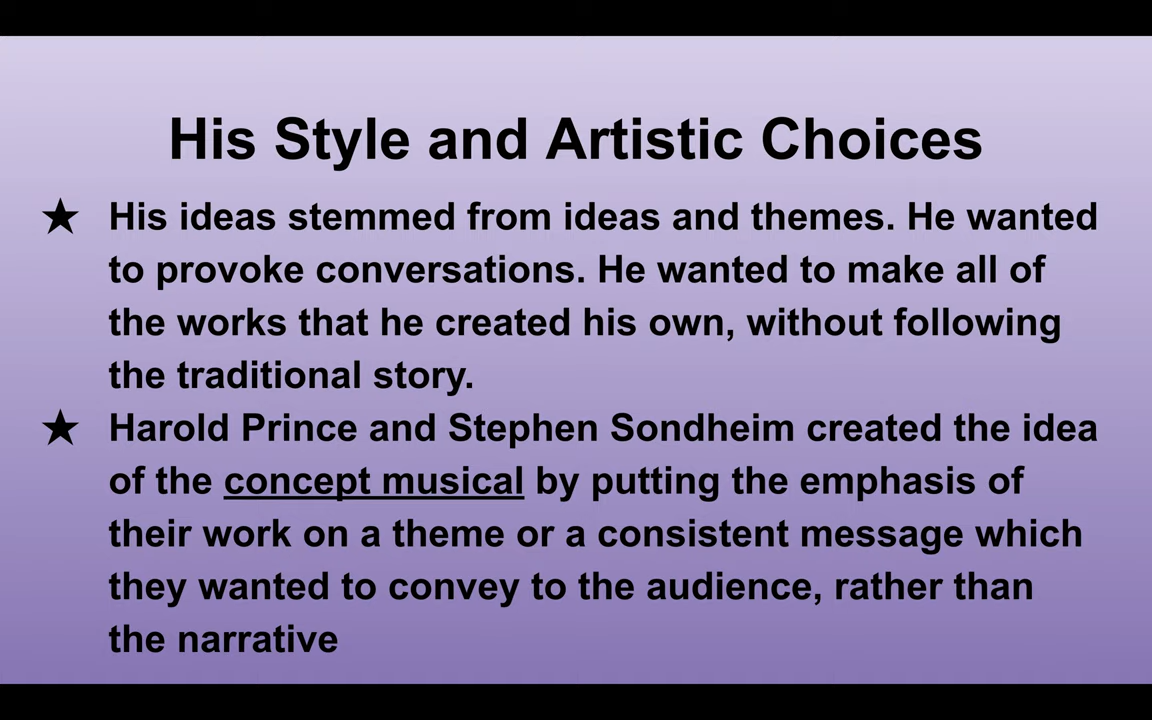 His Style and Artistic Choices
★ His ideas stemmed from ideas and themes. He wanted
to provoke conversations. He wanted to make all of
the works that he created his own, without following
the traditional story.
★ Harold Prince and Stephen Sondheim created the idea
of the concept musical by putting the emphasis of
their work on a theme or a consistent message which
they wanted to convey to the audience, rather than
the narrative